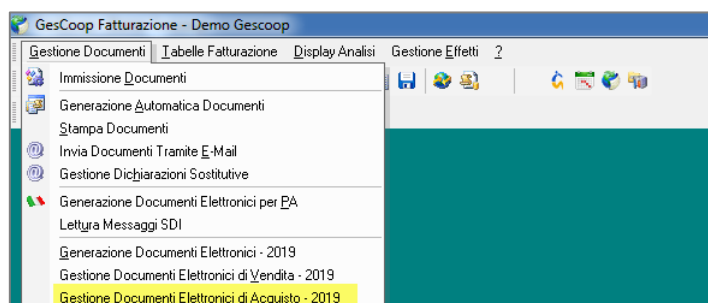 GesCoop Fatturazione - Demo Gescoop
Gestione Documenti Tabelle Fatturazione Display Analisi Gestione Effetti ?
Immissione Documenti
Generazione Automatica Documenti
Stampa Documenti
Invia Documenti Tramite E-Mail
Gestione Dichiarazioni Sostitutive
Generazione Documenti Elettronici per PA
Lettura Messaggi SDI
Generazione Documenti Elettronici - 2019
Gestione Documenti Elettronici di Vendita - 2019
Gestione Documenti Elettronici di Acquisto - 2019